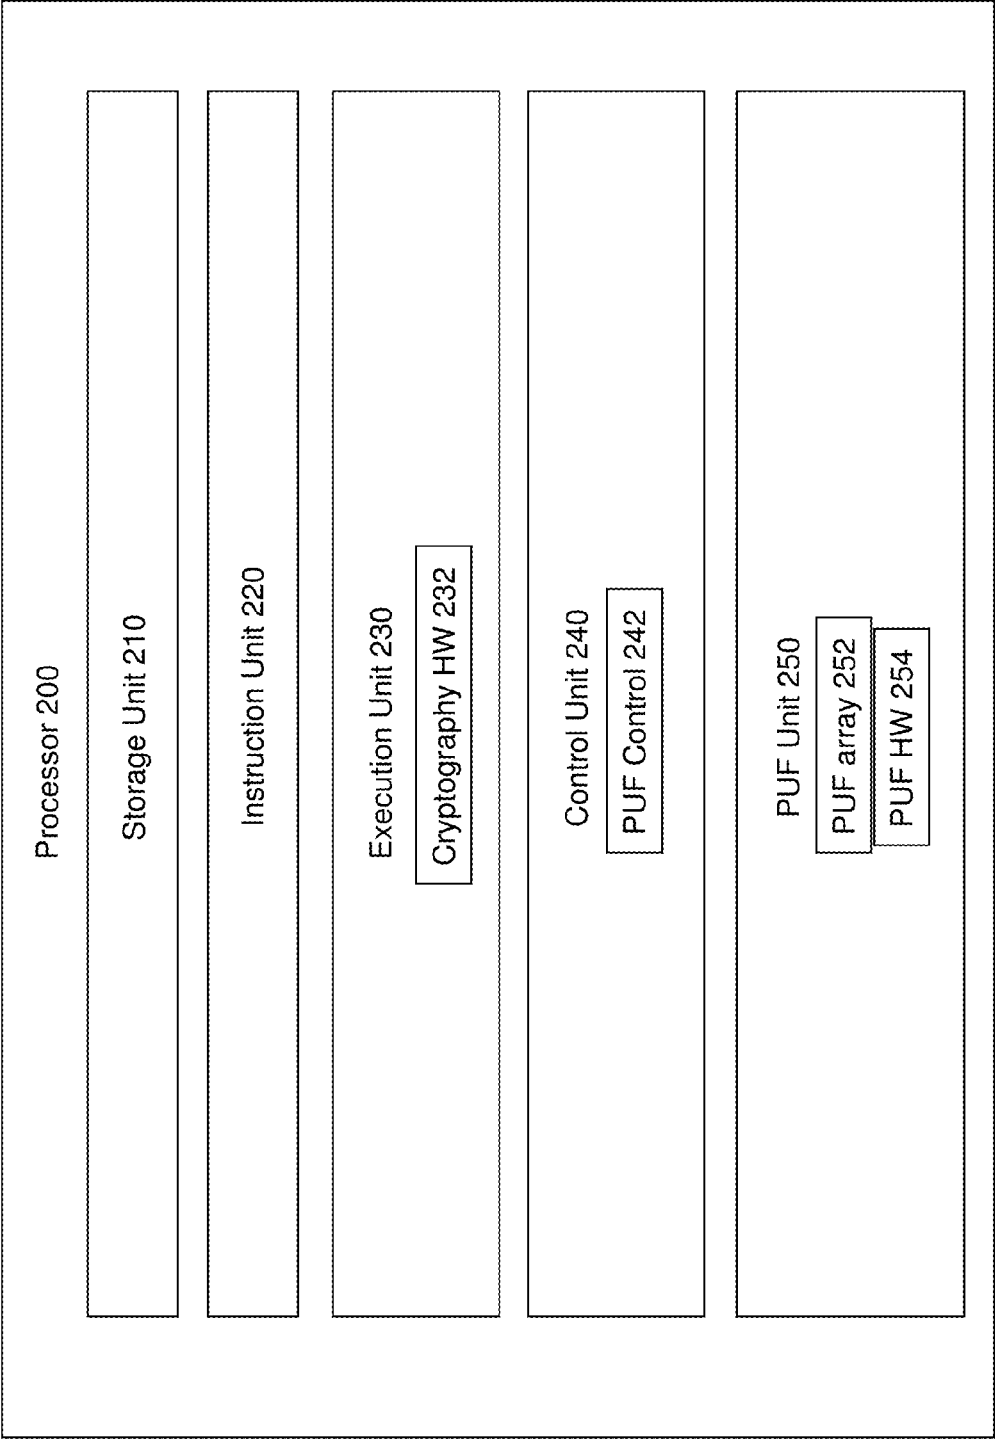 Processor 200
Storage Unit 210
Instruction Unit 220
Execution Unit 230
Cryptography HW 232
Control Unit 240
PUF Control 242
PUF Unit 250
PUF array 252
PUF HW 254